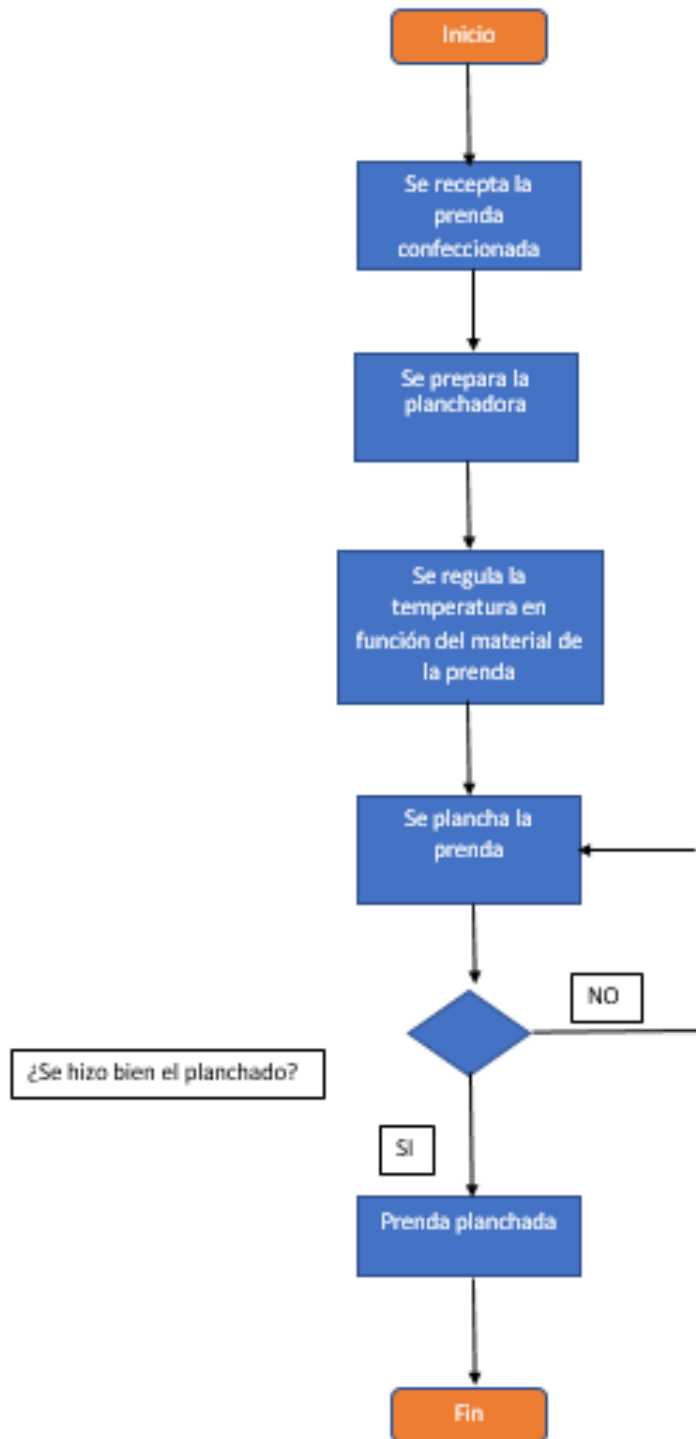 Inicio
Se recepta la
prenda
confeccionada
Se prepara la
planchadora
Se regula la
temperatura en
función del material de
la prenda
Se plancha la
prenda
NO
¿Se hizo bien el planchado?
SI
Prenda planchada
Fin